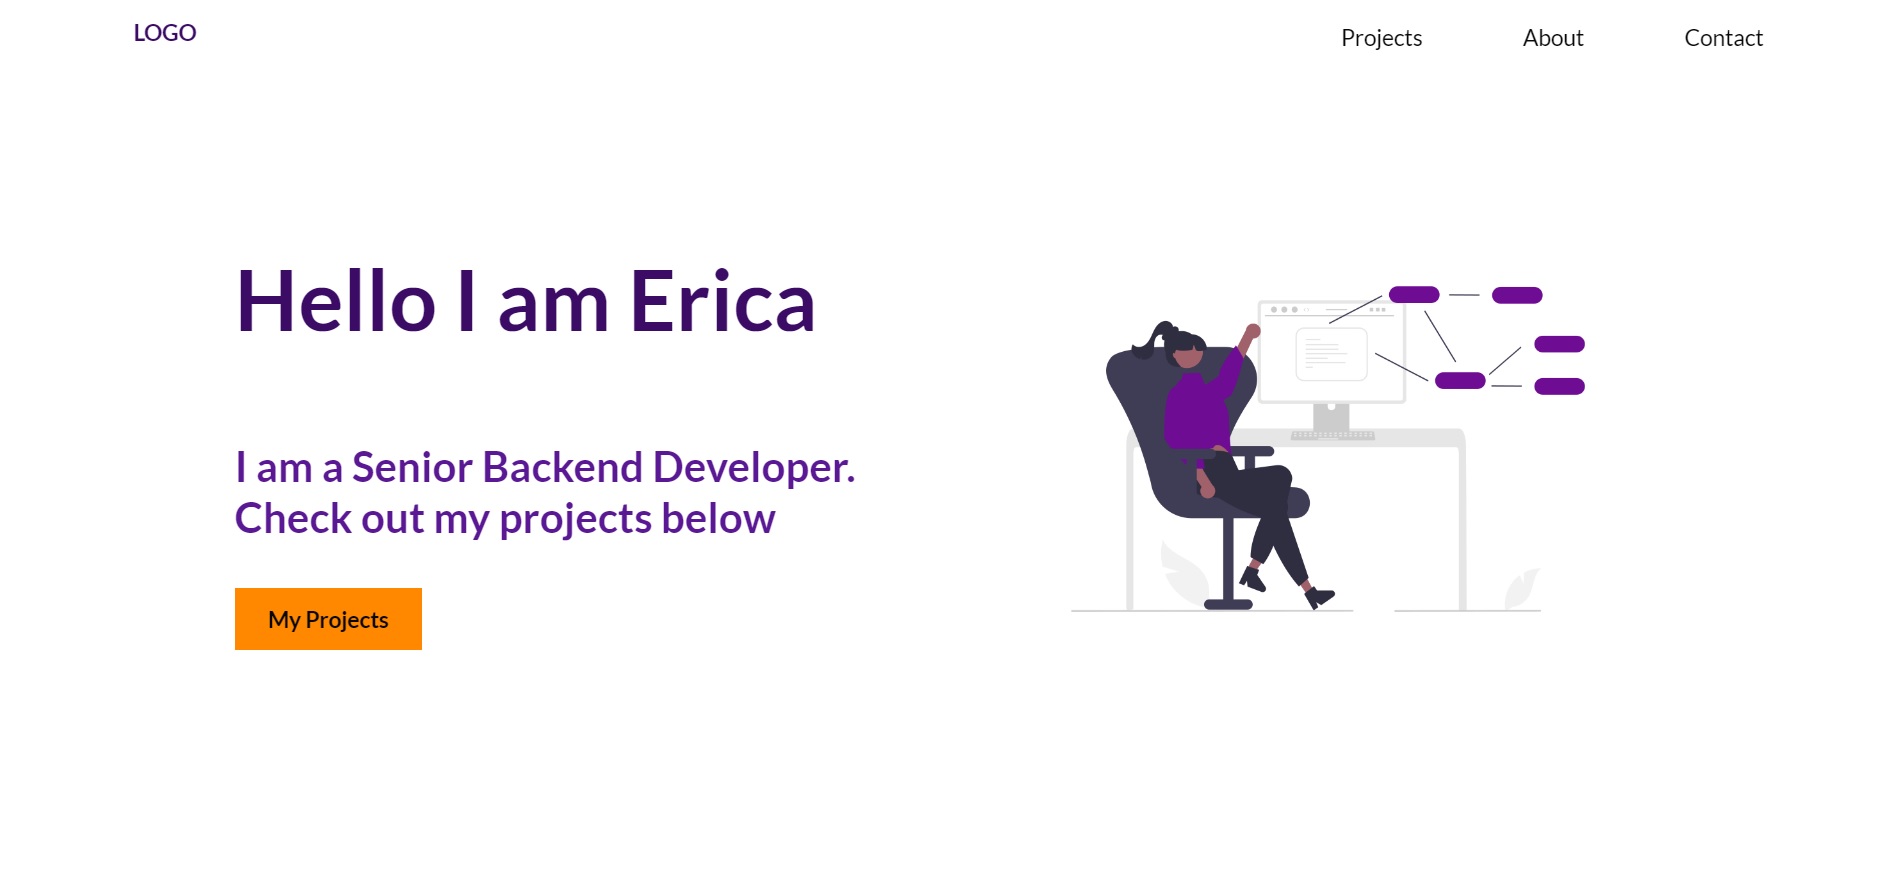 LOGO
Projects About Contact
Hello I am Erica
I am a Senior Backend Developer.
Check out my projects below
My Projects